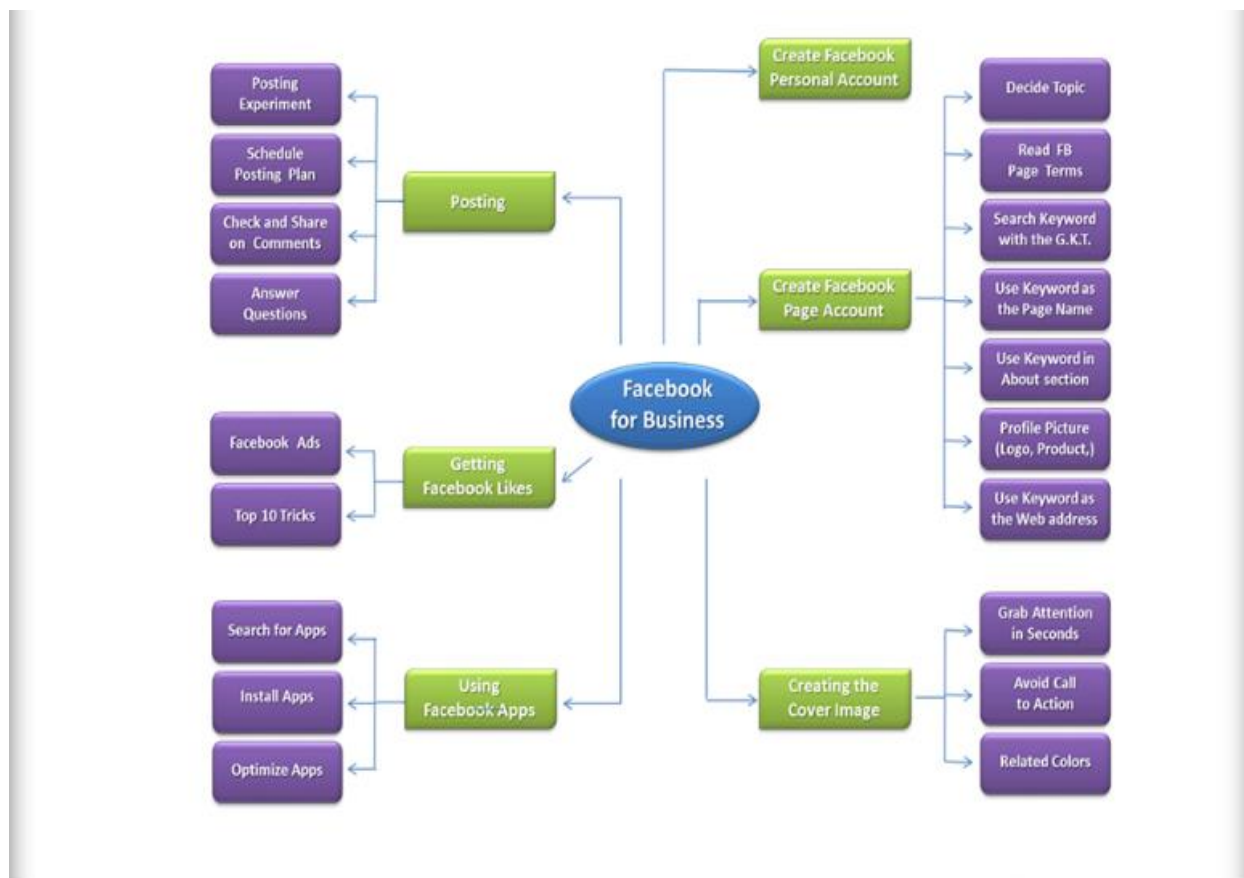 Create Facebook
Personal Account
Posting
Experiment
Schedule
Posting Plan
Check and Share
on Comments
Answer
Questions
Posting
Decide Topic
Read FB
Page Terms
Search Keyword
with the G.K.T.
Use Keyword as
the Page Name
Use Keyword in
About section
Profile Picture
(Logo, Product,)
Use Keyword as
the Web address
Create Facebook
Page Account
Facebook
for Business
Facebook Ads
Top 10 Tricks
Getting
Facebook Likes
Search for Apps
Install Apps
Optimize Apps
Using
Facebook Apps
Creating the
Cover Image
Grab Attention
in Seconds
Avoid Call
to Action
Related Colors